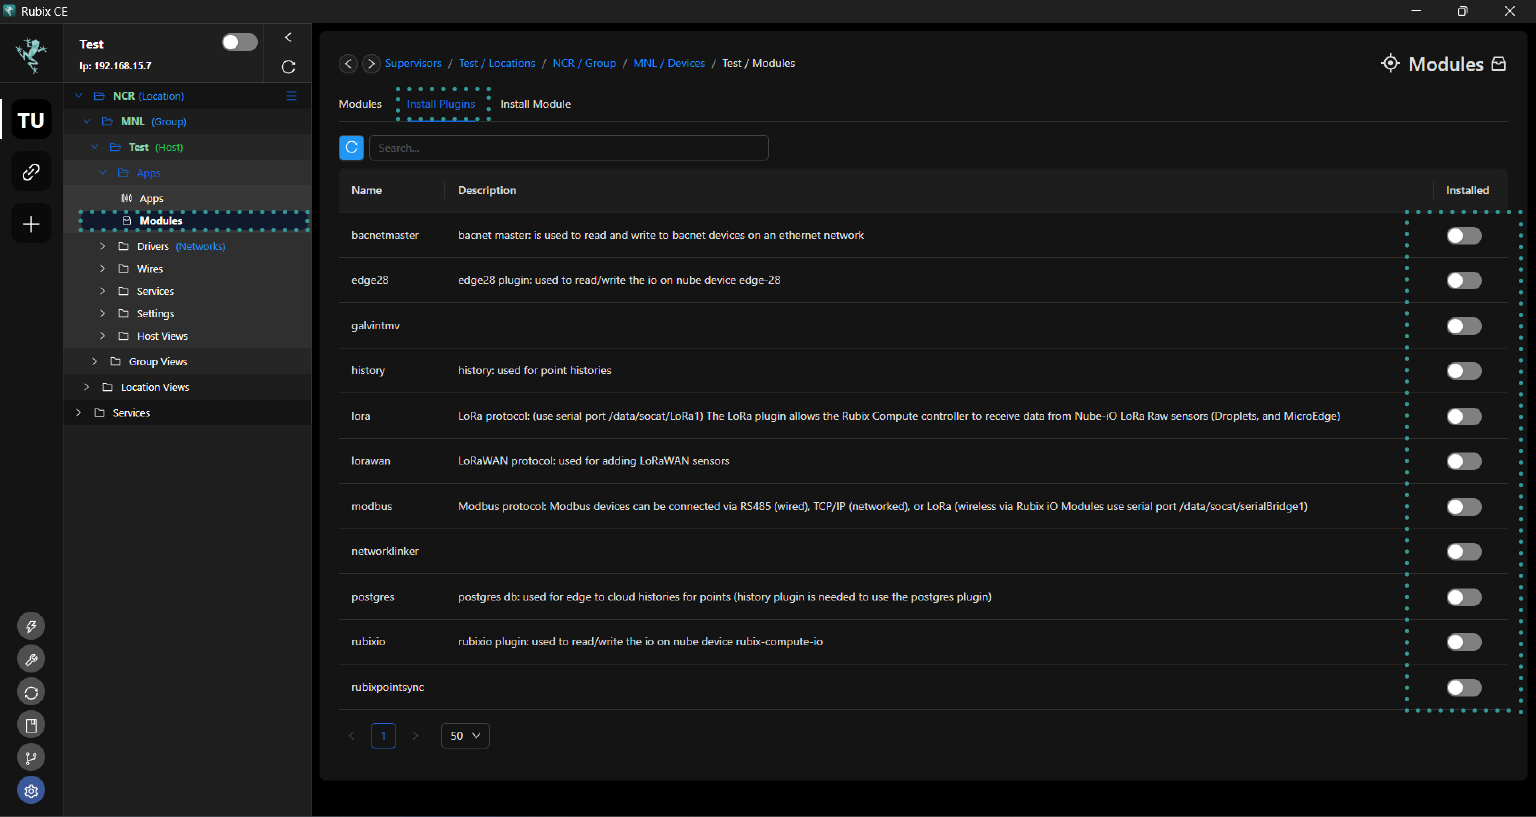 Rubix CE
Test
Ip: 192.168.15.7
TU
NCR (Location)
MNL (Group)
Test (Host)
Apps
Apps
Modules
Drivers (Networks)
Wires
Services
Settings
Host Views
Group Views
Location Views
Services
Supervisors / Test / Locations / NCR / Group / MNL / Devices / Test / Modules
Modules
Modules Install Plugins Install Module
Search...
Name Description Installed
bacnetmaster bacnet master: is used to read and write to bacnet devices on an ethernet network
edge28 edge28 plugin: used to read/write the io on nube device edge-28
galvintmv
history history: used for point histories
lora LoRa protocol: (use serial port /data/socat/LoRa1) The LoRa plugin allows the Rubix Compute controller to receive data from Nube-iO LoRa Raw sensors (Droplets, and MicroEdge)
lorawan LoRaWAN protocol: used for adding LoRaWAN sensors
modbus Modbus protocol: Modbus devices can be connected via RS485 (wired), TCP/IP (networked), or LoRa (wireless via Rubix iO Modules use serial port /data/socat/serialBridge1)
networklinker
postgres postgres db: used for edge to cloud histories for points (history plugin is needed to use the postgres plugin)
rubixio rubixio plugin: used to read/write the io on nube device rubix-compute-io
rubixpointsync
1 50